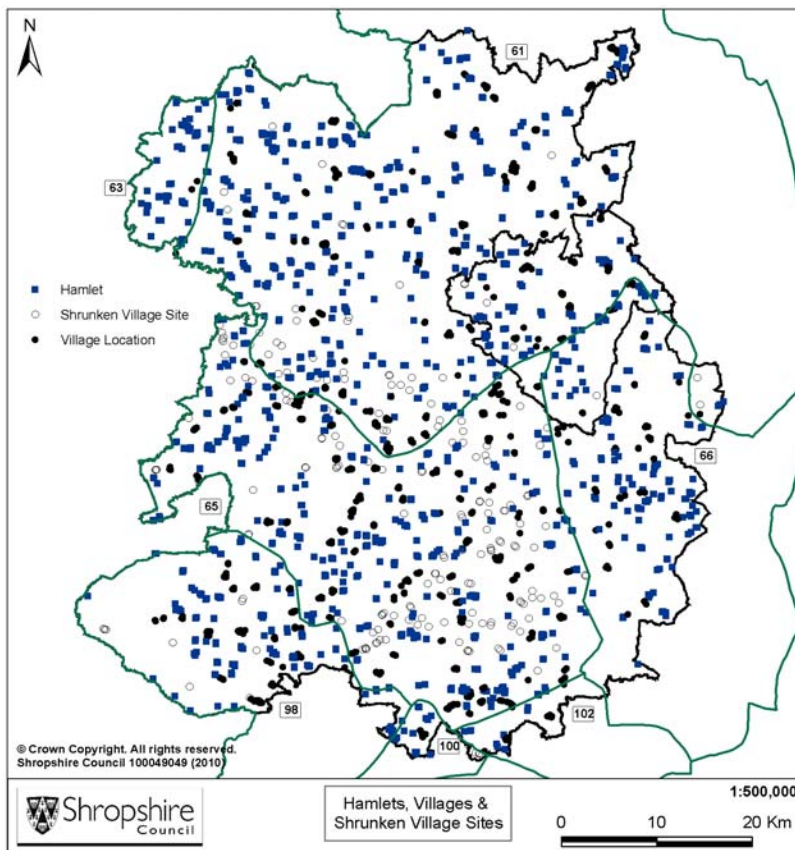 N
61
63
Hamlet
Shrunken Village Site
Village Location
66
65
98
102
100
© Crown Copyright. All rights reserved.
Shropshire Council 100049049 (2010)
Shropshire
Council
Hamlets, Villages &
Shrunken Village Sites
1:500,000
0 10 20 Km